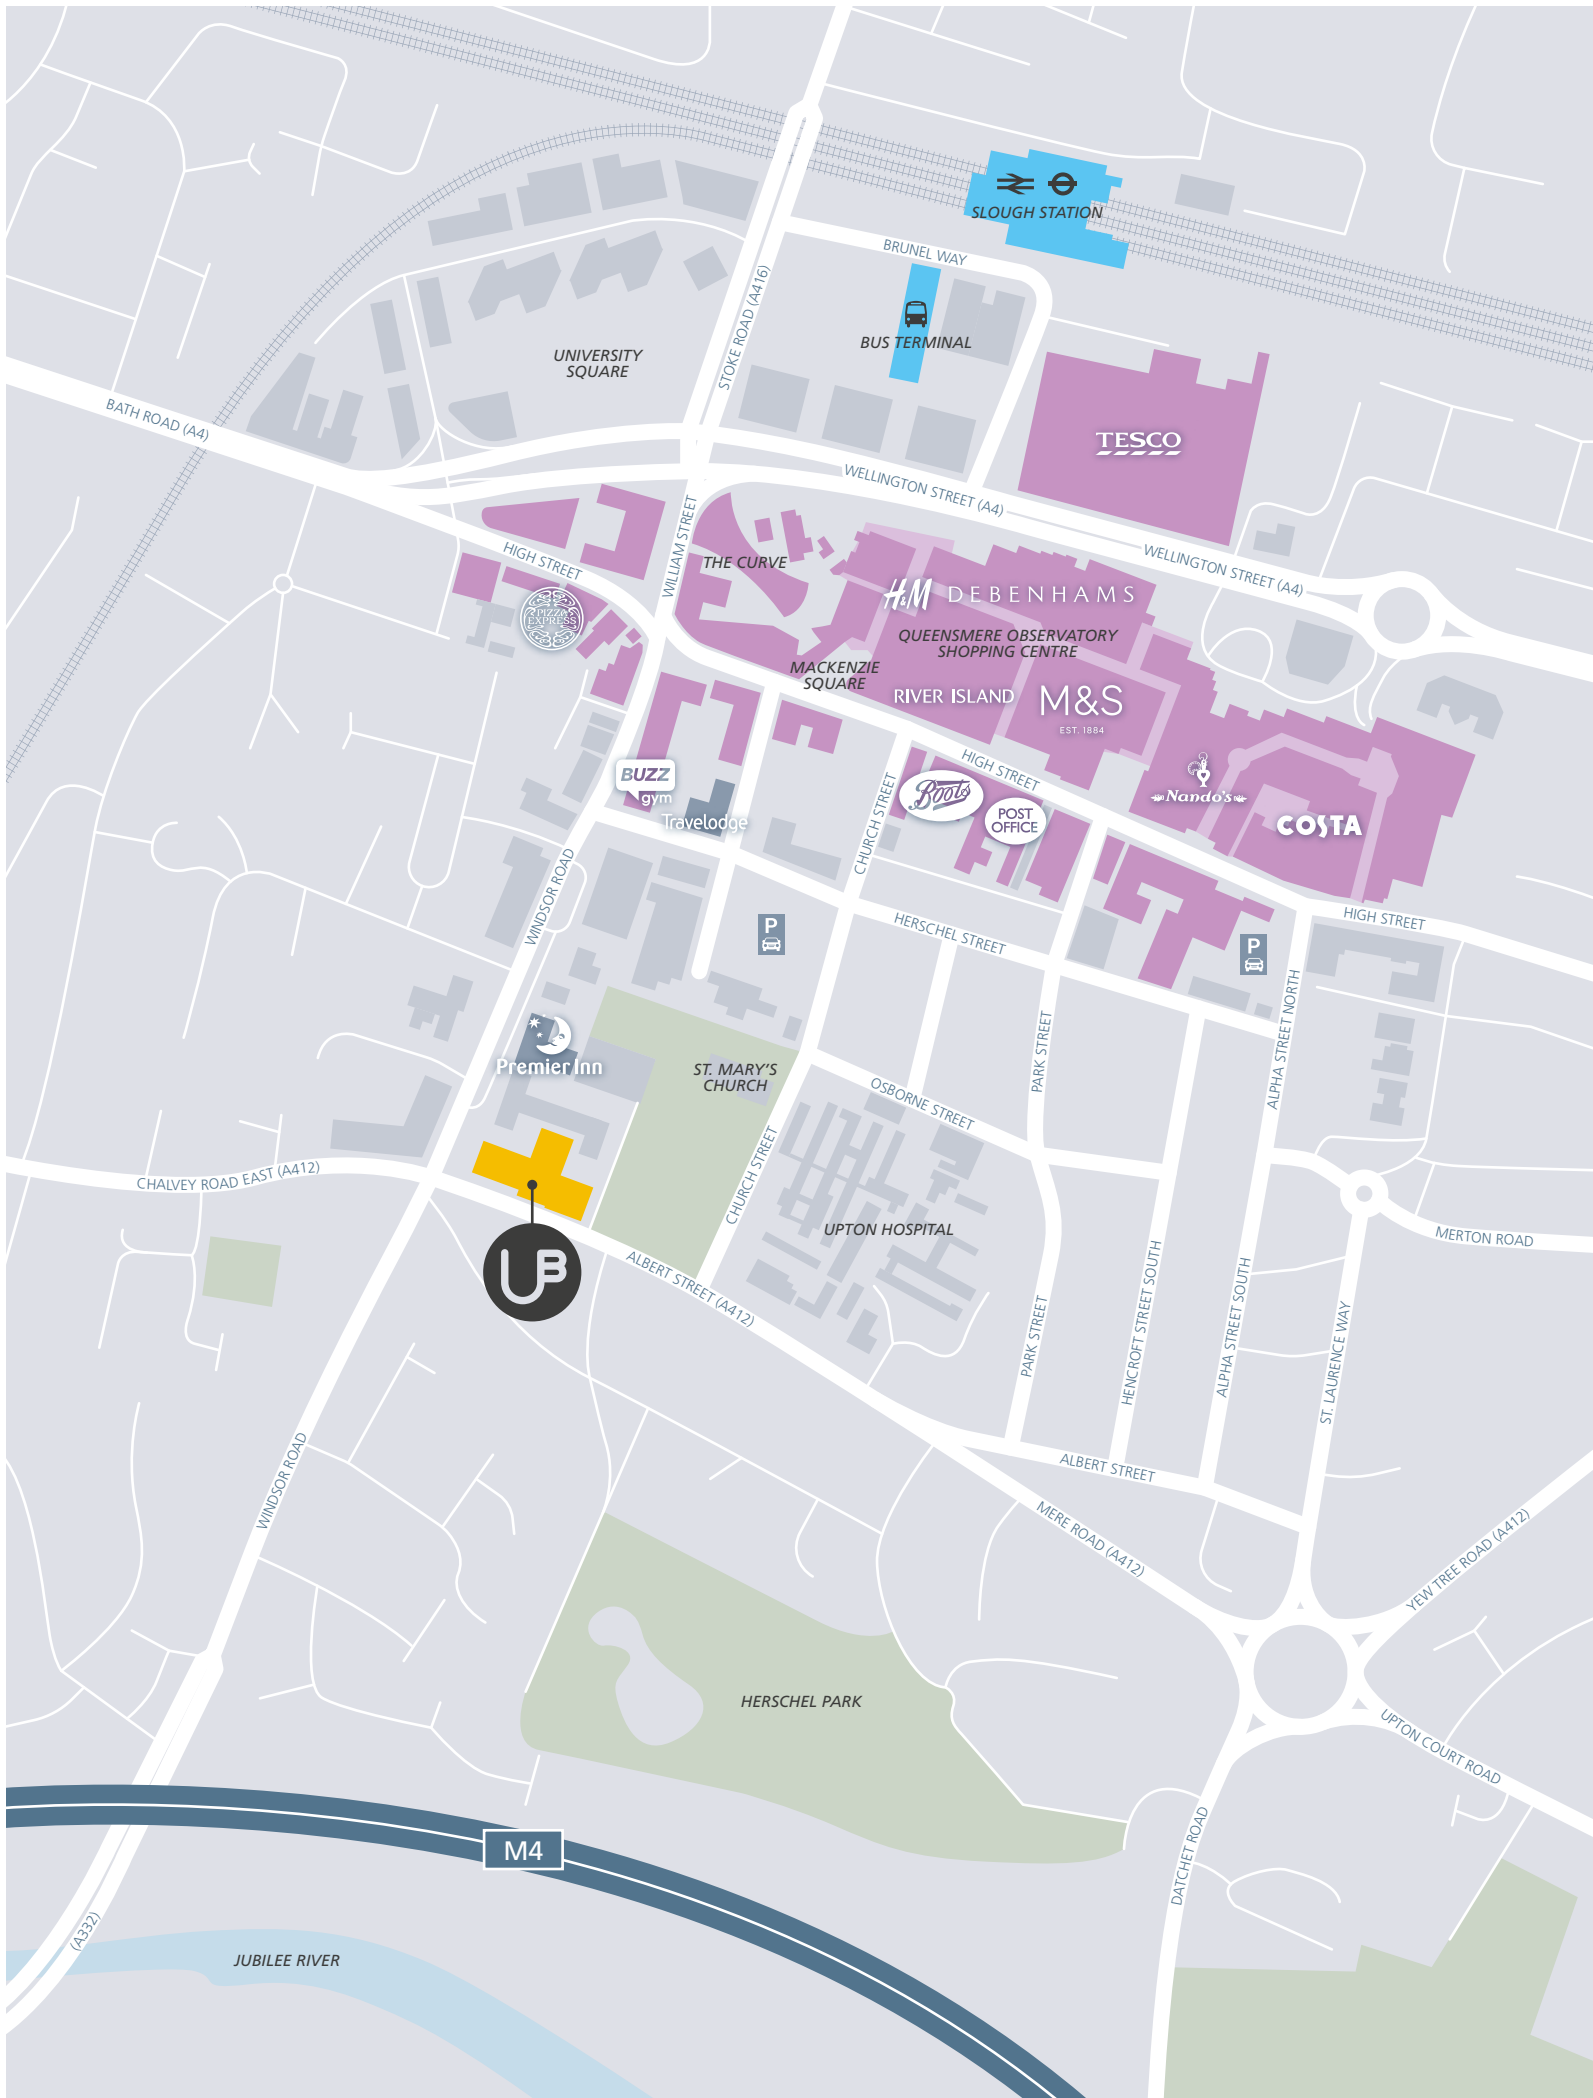 SLOUGH STATION
BRUNEL WAY
STOKE ROAD (A416)
BUS TERMINAL
UNIVERSITY
SQUARE
BATH ROAD (A4)
TESCO
WELLINGTON STREET (A4)
WELLINGTON STREET (A4)
HIGH STREET
WILLIAM STREET
THE CURVE
PIZZA
EXPRESS
H&M
DEBENHAMS
QUEENSMERE OBSERVATORY
SHOPPING CENTRE
MACKENZIE
SQUARE
RIVER ISLAND
M&S
EST. 1884
BUZZ
gym
Travelodge
HIGH STREET
Boots
POST
OFFICE
Nando's
COSTA
CHURCH STREET
WINDSOR ROAD
P
HERSCHEL STREET
HIGH STREET
P
ALPHA STREET NORTH
PARK STREET
Premier Inn
ST. MARY'S
CHURCH
OSBORNE STREET
CHALVEY ROAD EAST (A412)
CHURCH STREET
UPTON HOSPITAL
MERTON ROAD
UB
ALBERT STREET (A412)
PARK STREET
HENCROFT STREET SOUTH
ALPHA STREET SOUTH
ST. LAURENCE WAY
WINDSOR ROAD
ALBERT STREET
MERE ROAD (A412)
YEW TREE ROAD (A412)
HERSCHEL PARK
UPTON COURT ROAD
DATCHET ROAD
M4
(A332)
JUBILEE RIVER